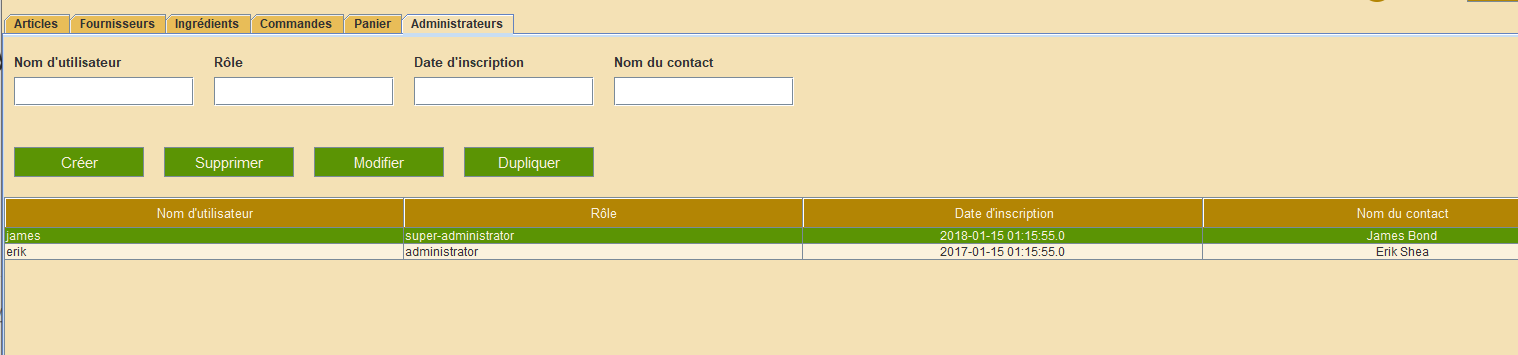 Articles Fournisseurs Ingrédients Commandes Panier Administrateurs
Nom d'utilisateur Rôle Date d'inscription Nom du contact
Créer Supprimer Modifier Dupliquer
Nom d'utilisateur Rôle Date d'inscription Nom du contact
james super-administrator 2018-01-15 01:15:55.0 James Bond
erik administrator 2017-01-15 01:15:55.0 Erik Shea